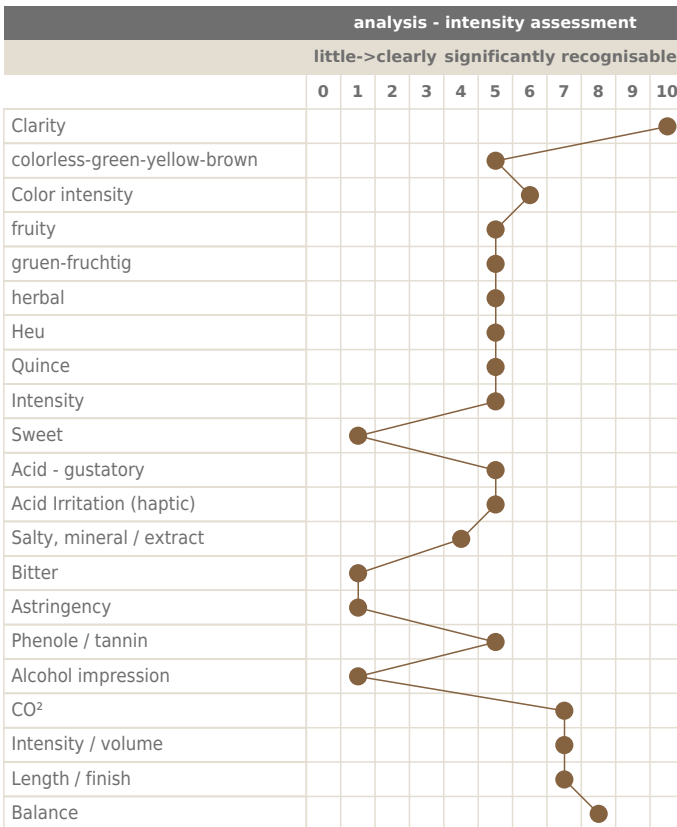 analysis - intensity assessment
little->clearly significantly recognisable
0 1 2 3 4 5 6 7 8 9 10
Clarity
colorless-green-yellow-brown
Color intensity
fruity
gruen-fruchtig
herbal
Heu
Quince
Intensity
Sweet
Acid - gustatory
Acid Irritation (haptic)
Salty, mineral / extract
Bitter
Astringency
Phenole / tannin
Alcohol impression
CO²
Intensity / volume
Length / finish
Balance